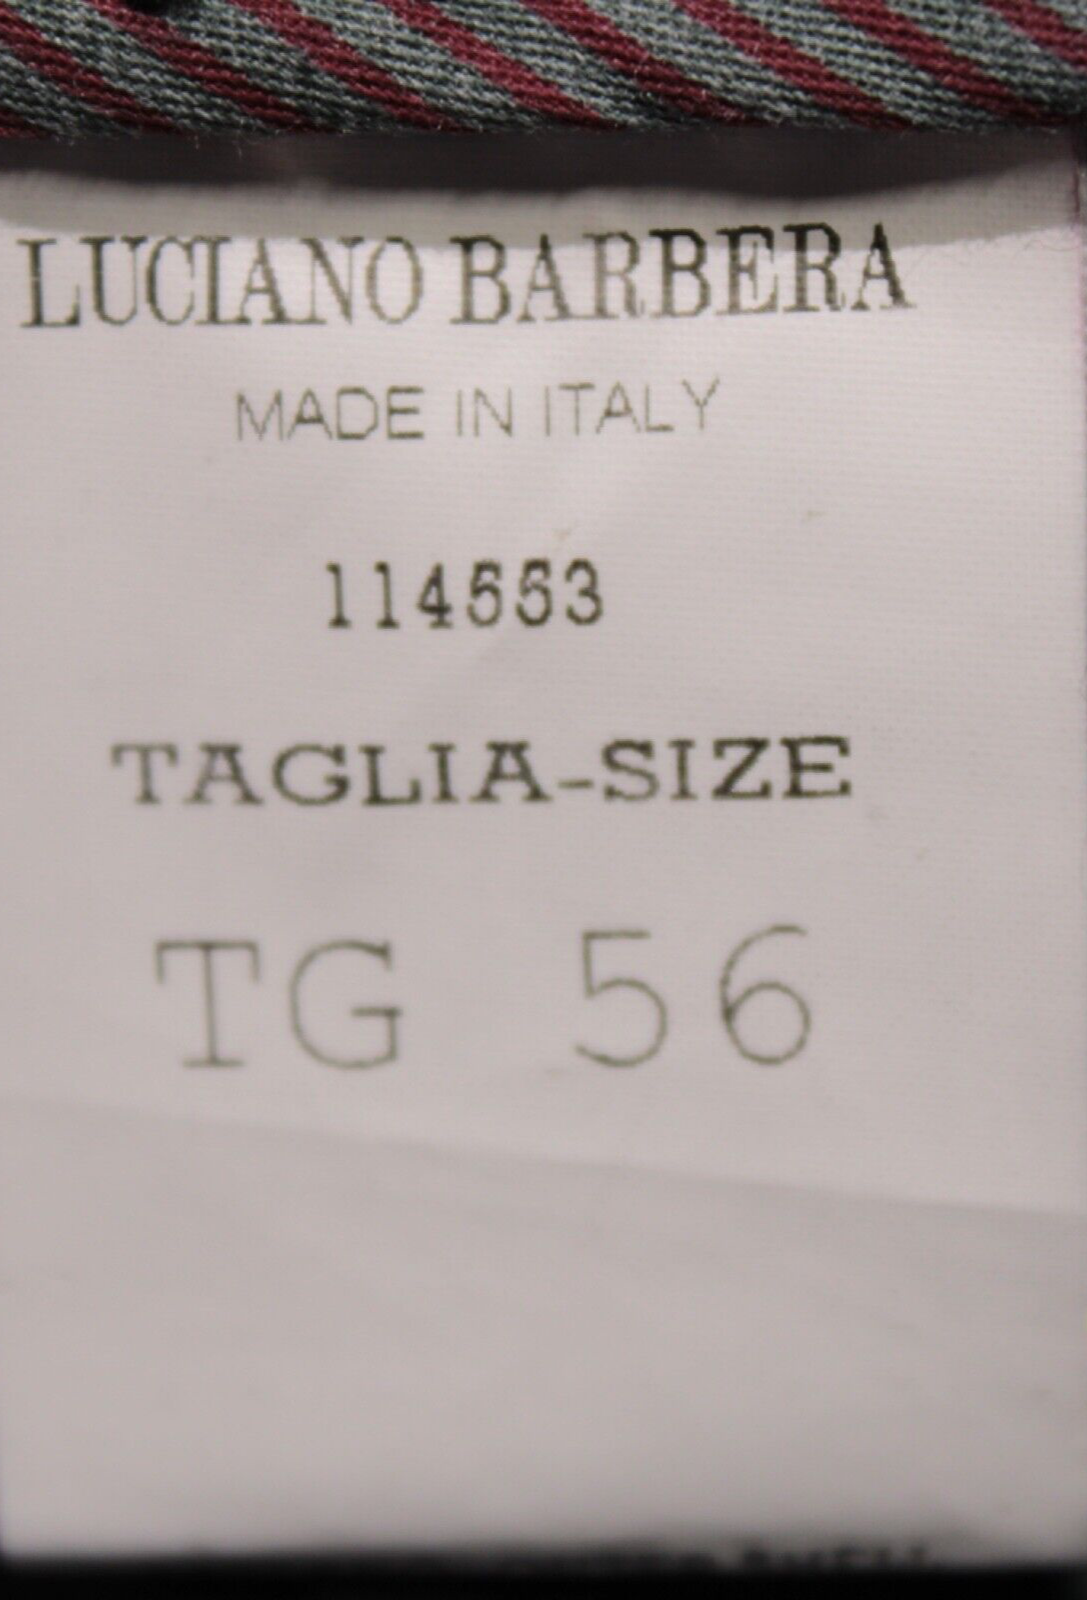 LUCIANO BARBERA
MADE IN ITALY
114553
TAGLIA-SIZE
TG 56